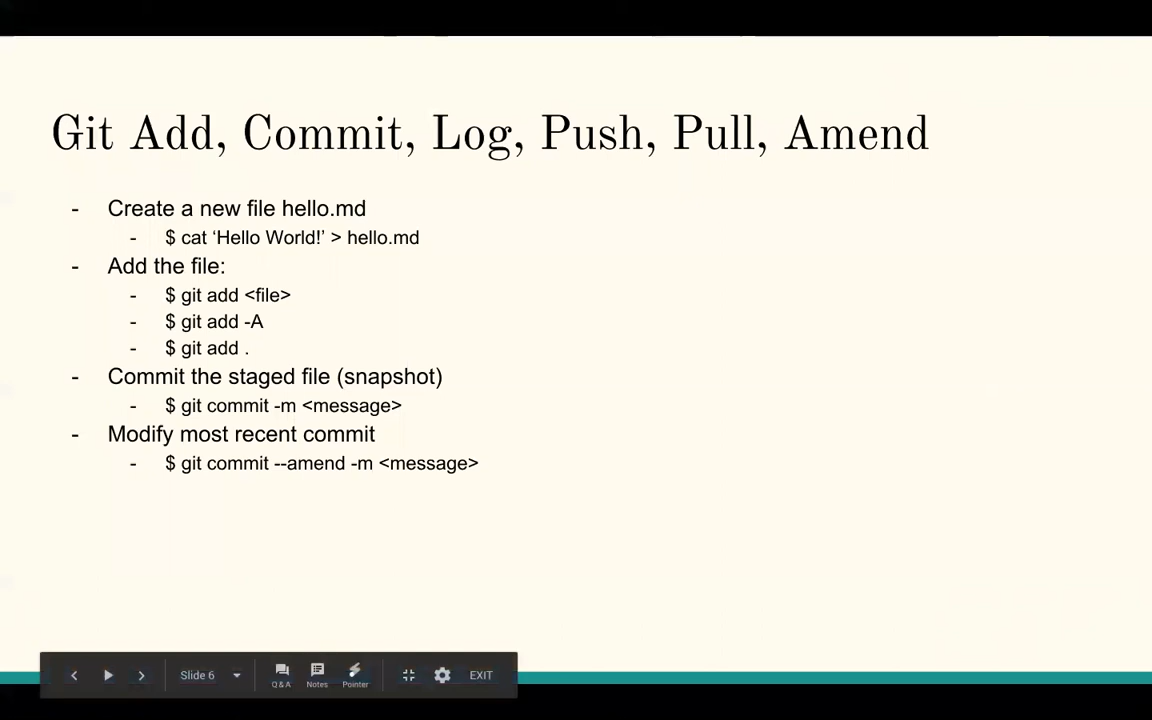 Git Add, Commit, Log, Push, Pull, Amend
- Create a new file hello.md
- $ cat ‘Hello World!’ > hello.md
- Add the file:
- $ git add <file>
- $ git add -A
- $ git add .
- Commit the staged file (snapshot)
- $ git commit -m <message>
- Modify most recent commit
- $ git commit --amend -m <message>
Slide 6
Q & A
Notes
Pointer
EXIT